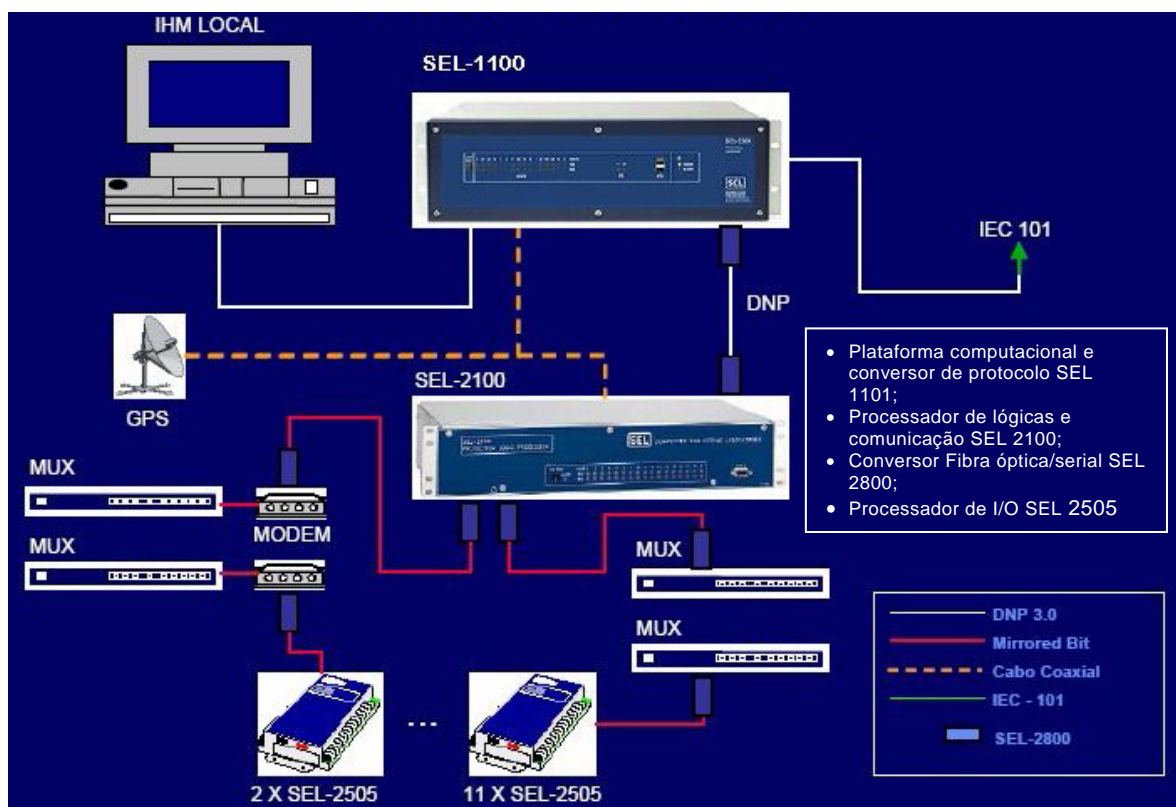 IHM LOCAL
SEL-1100
SEL
IEC 101
DNP
GPS
SEL-2100
SEL
MUX
MODEM
MUX
MUX
MUX
2 X SEL-2505
...
11 X SEL-2505
• Plataforma computacional e
conversor de protocolo SEL
1101;
• Processador de lógicas e
comunicação SEL 2100;
• Conversor Fibra óptica/serial SEL
2800;
• Processador de I/O SEL 2505
DNP 3.0
Mirrored Bit
Cabo Coaxial
IEC - 101
SEL-2800